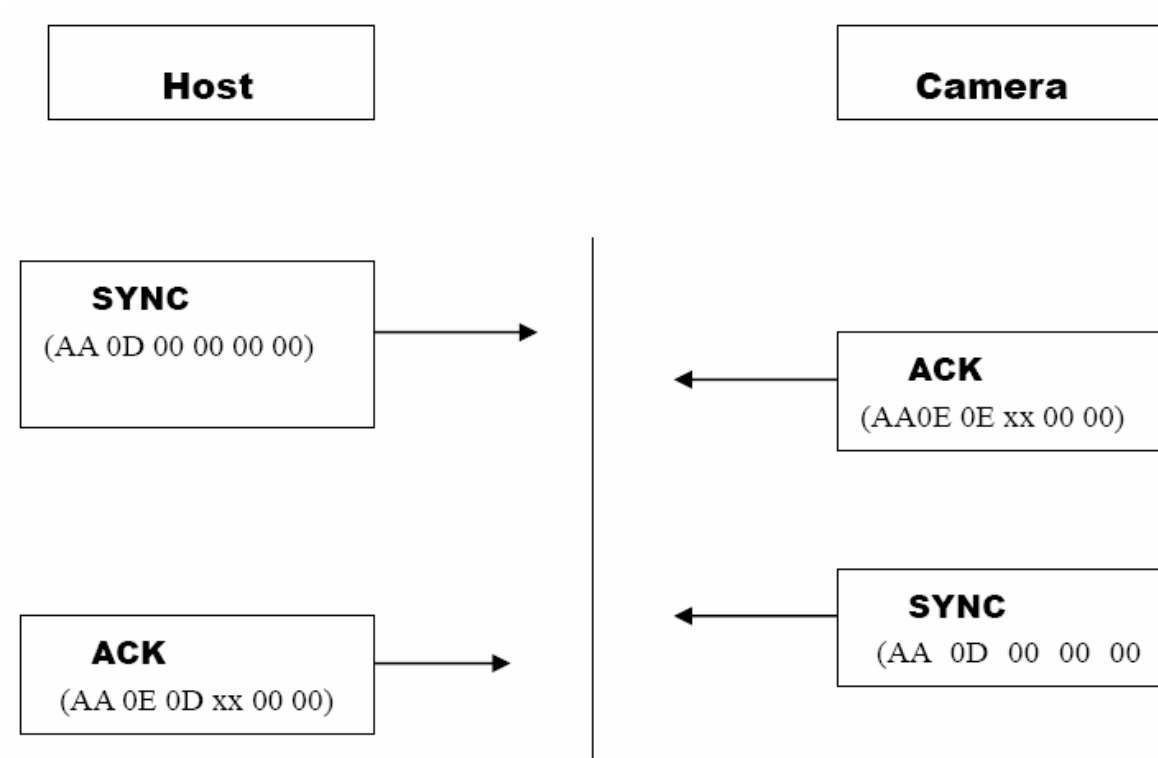 Host
Camera
SYNC
(AA 0D 00 00 00 00)
ACK
(AA0E 0E xx 00 00)
SYNC
(AA 0D 00 00 00
ACK
(AA 0E 0D xx 00 00)